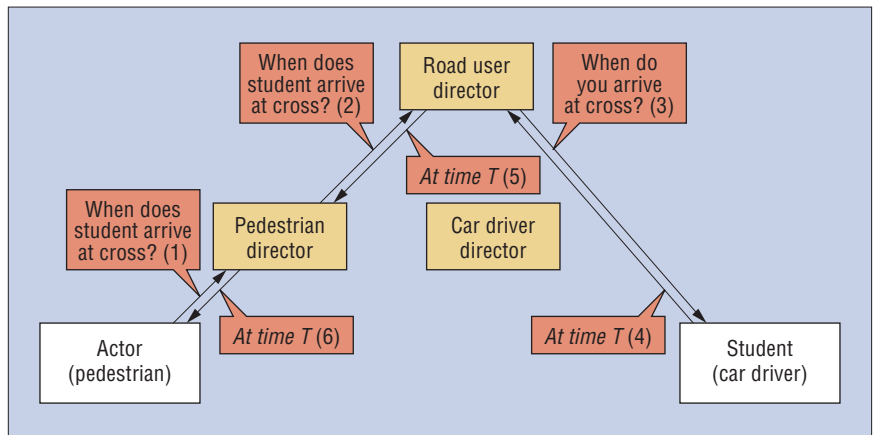 When does
student arrive
at cross? (2)
Road user
director
When do
you arrive
at cross? (3)
At time T (5)
When does
student arrive
at cross? (1)
Pedestrian
director
Car driver
director
At time T (6)
At time T (4)
Actor
(pedestrian)
Student
(car driver)